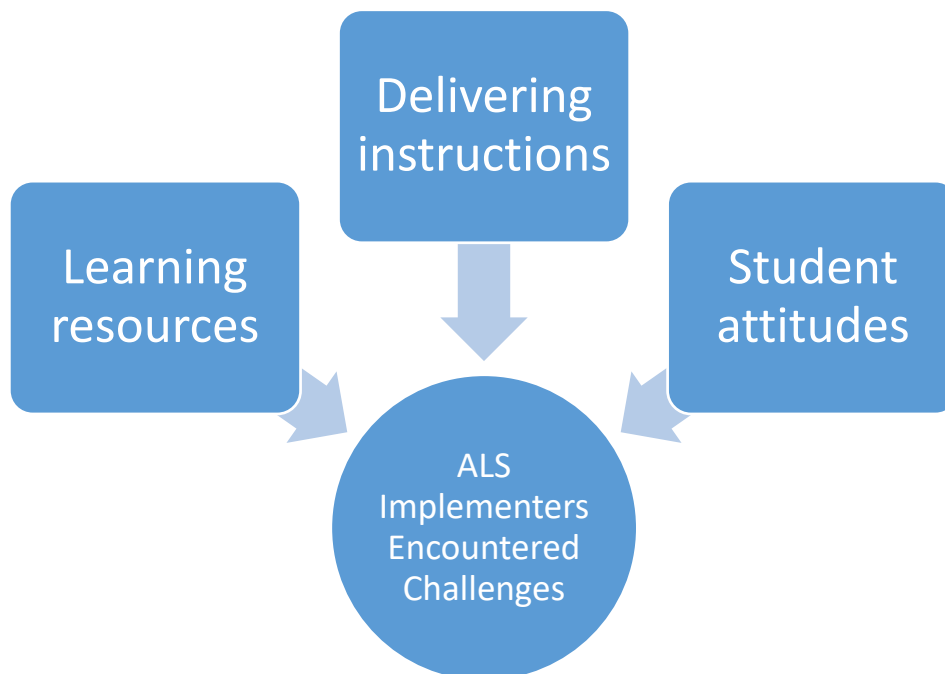 Delivering
instructions
Learning
resources
Student
attitudes
ALS
Implementers
Encountered
Challenges